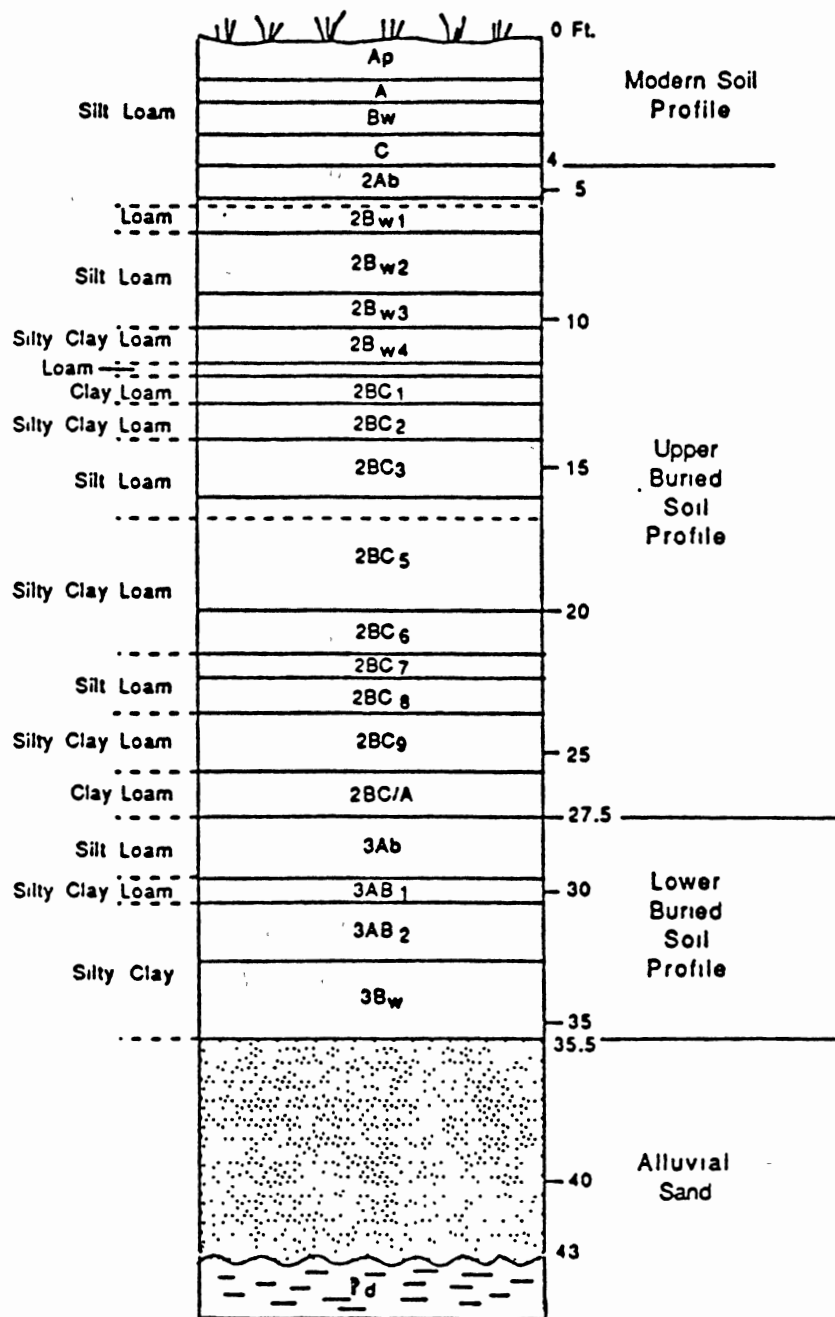 0 Ft.
Ap
A
Bw
C
2Ab
2Bw1
2Bw2
2Bw3
2Bw4
2BC1
2BC2
2BC3
2BC5
2BC6
2BC7
2BC8
2BC9
2BC/A
3Ab
3AB1
3AB2
3Bw
Silt Loam
Loam
Silt Loam
Silty Clay Loam
Loam
Clay Loam
Silty Clay Loam
Silt Loam
Silty Clay Loam
Silt Loam
Silty Clay Loam
Clay Loam
Silt Loam
Silty Clay Loam
Silty Clay
4
5
10
15
20
25
27.5
30
35
35.5
40
43
Modern Soil
Profile
Upper
Buried
Soil
Profile
Lower
Buried
Soil
Profile
Alluvial
Sand